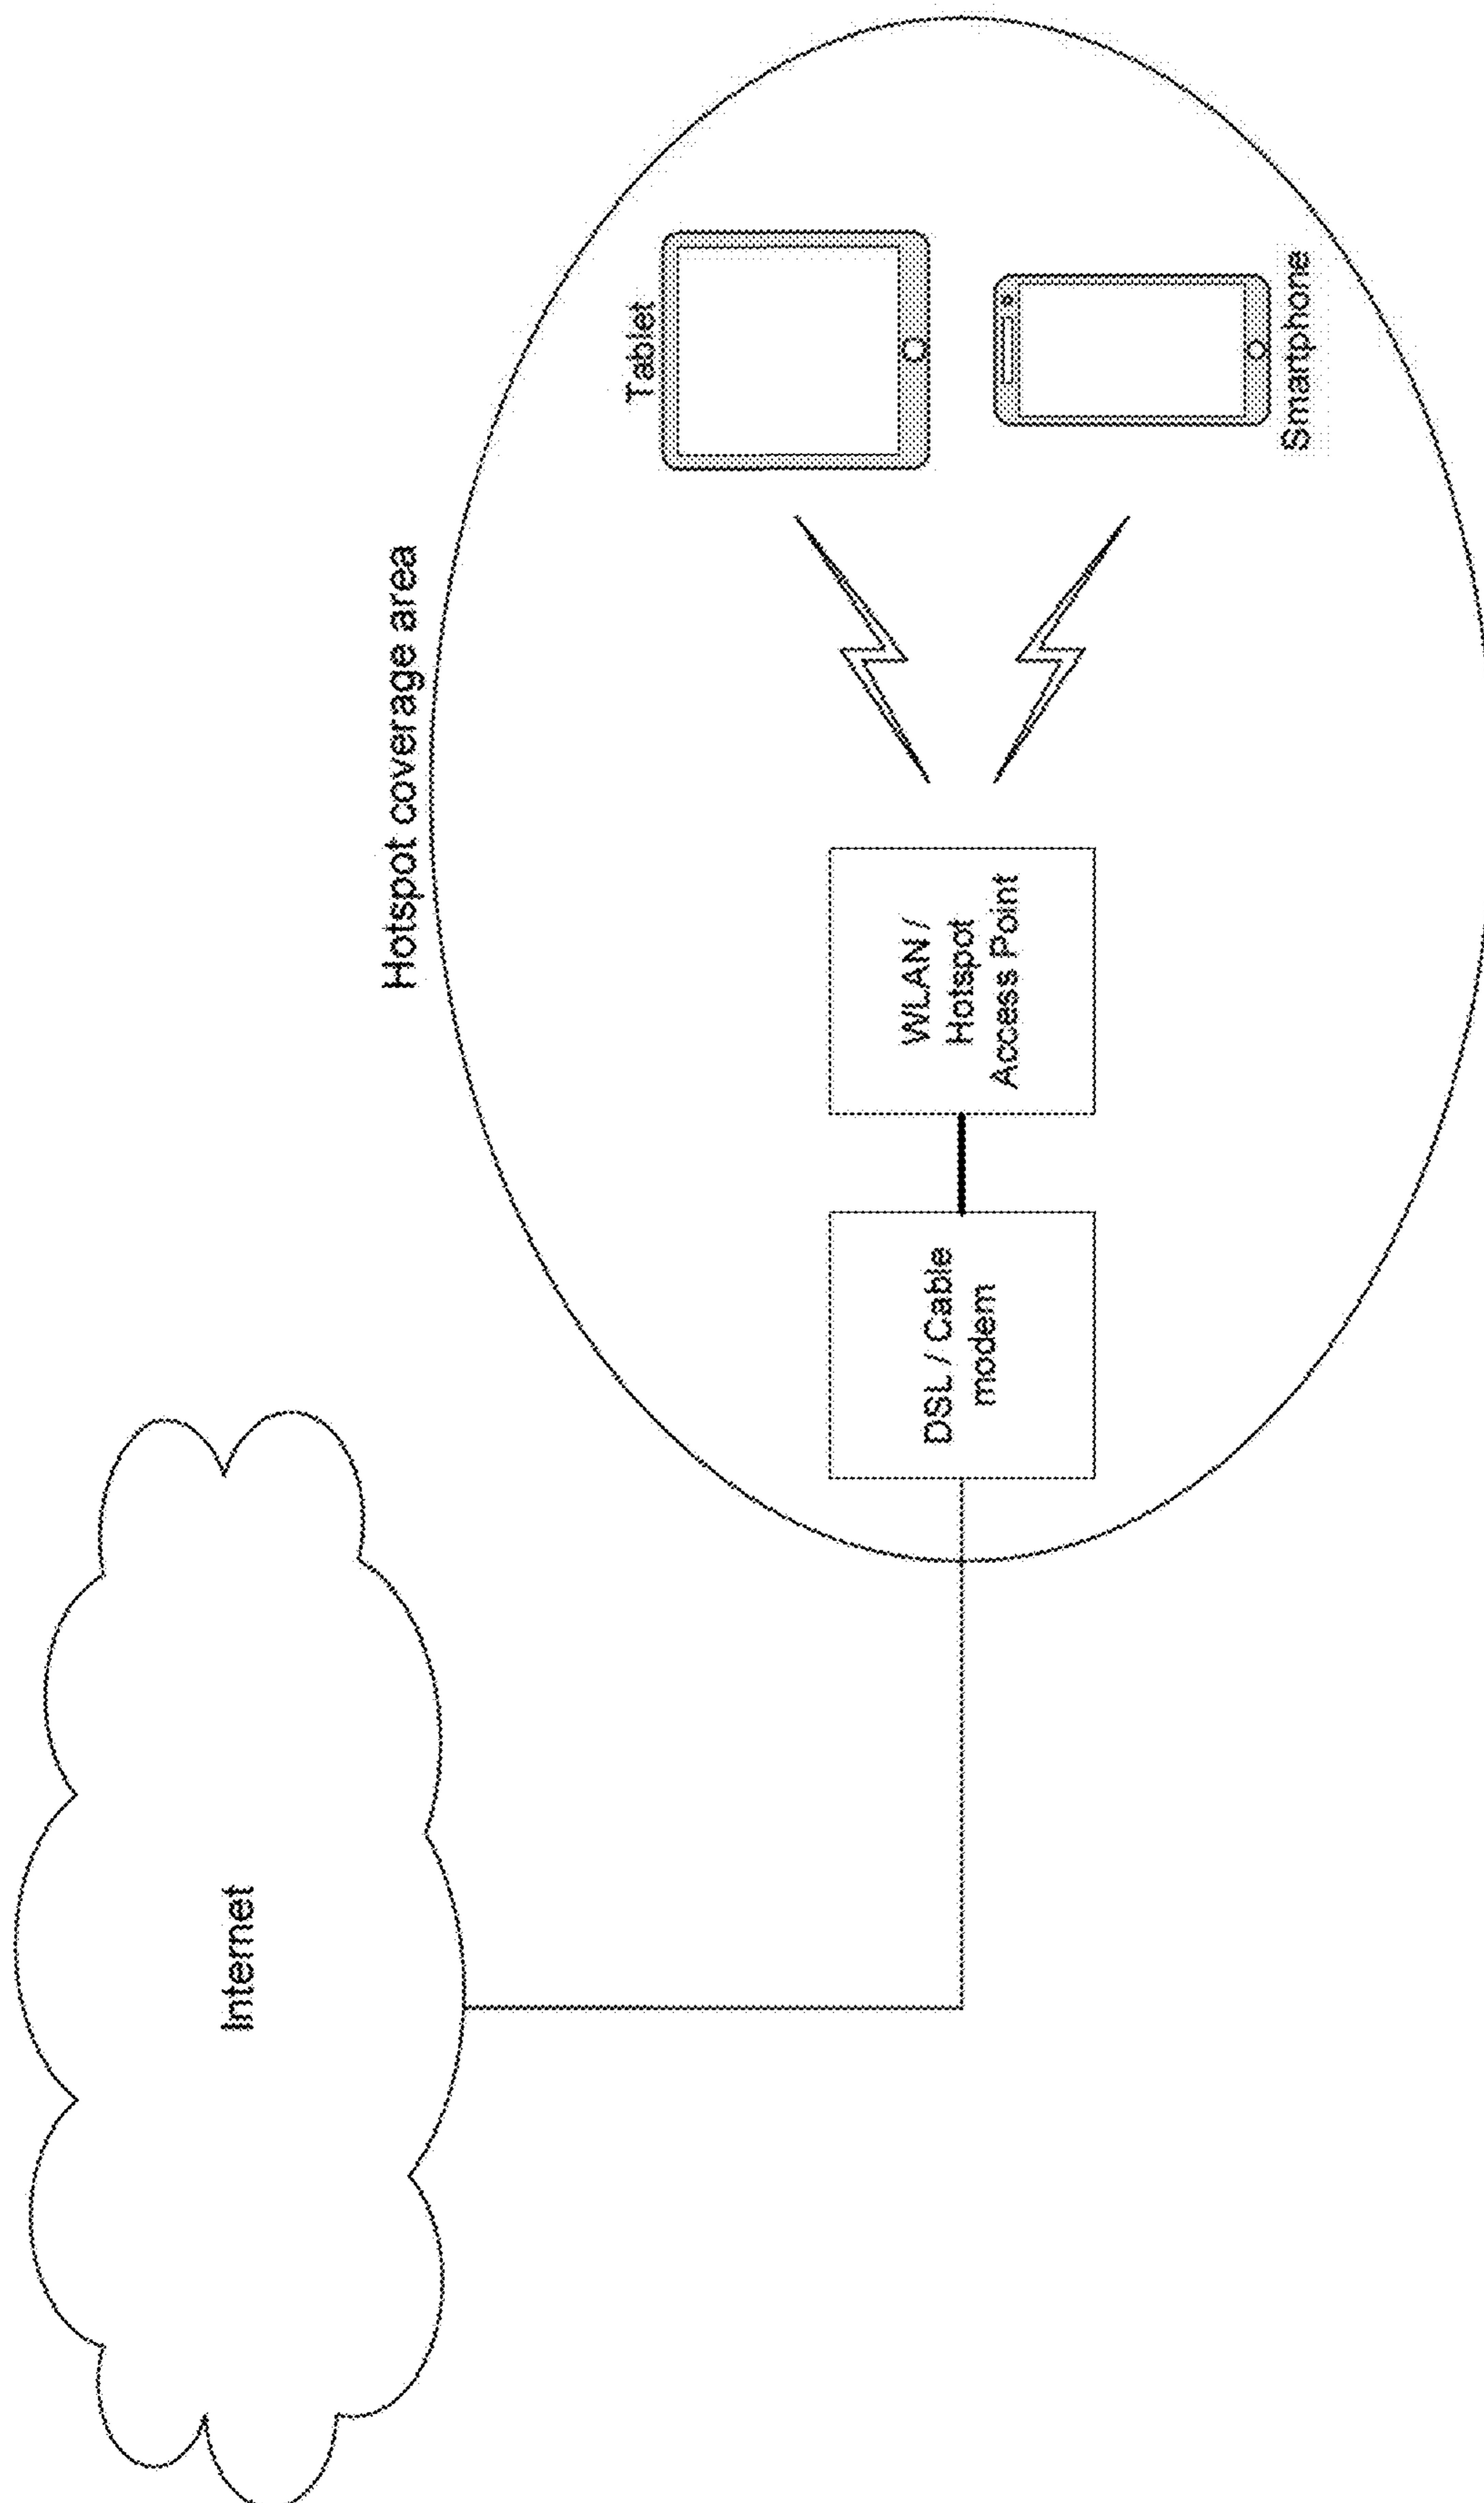 Internet
Hotspot coverage area
DSL / Cable
modem
WLAN /
Hotspot
Access Point
Tablet
Smartphone